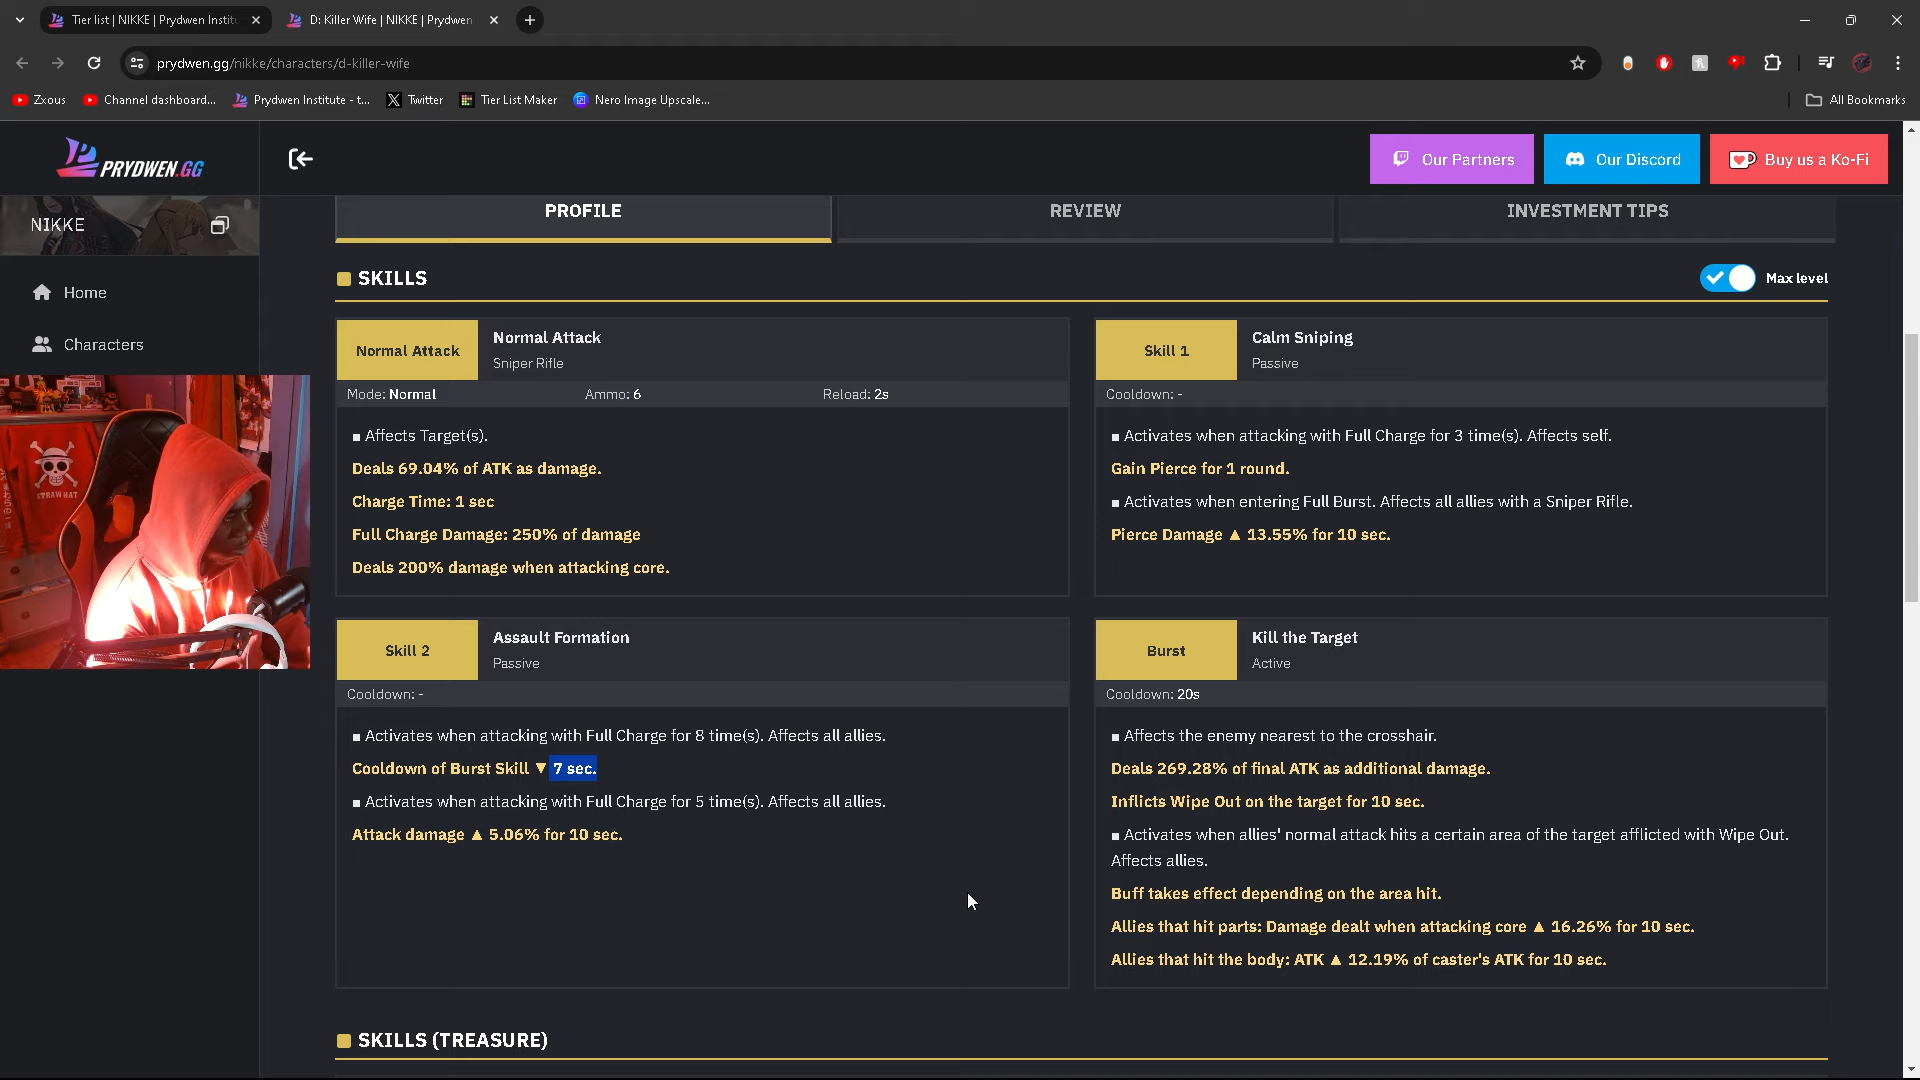 Tier list | NIKKE | Prydwen Instit
D: Killer Wife | NIKKE | Prydwen
prydwen.gg/nikke/characters/d-killer-wife
Zxous
Channel dashboard...
Prydwen Institute - t...
Twitter
Tier List Maker
Nero Image Upscale...
All Bookmarks
PRYDWEN.GG
Our Partners
Our Discord
Buy us a Ko-Fi
NIKKE
Home
Characters
STRAW HAT
PROFILE
REVIEW
INVESTMENT TIPS
SKILLS
Max level
Normal Attack
Normal Attack
Sniper Rifle
Mode: Normal
Ammo: 6
Reload: 2s
■ Affects Target(s).
Deals 69.04% of ATK as damage.
Charge Time: 1 sec
Full Charge Damage: 250% of damage
Deals 200% damage when attacking core.
Skill 1
Calm Sniping
Passive
Cooldown: -
■ Activates when attacking with Full Charge for 3 time(s). Affects self.
Gain Pierce for 1 round.
■ Activates when entering Full Burst. Affects all allies with a Sniper Rifle.
Pierce Damage ▲ 13.55% for 10 sec.
Skill 2
Assault Formation
Passive
Cooldown: -
■ Activates when attacking with Full Charge for 8 time(s). Affects all allies.
Cooldown of Burst Skill ▼ 7 sec.
■ Activates when attacking with Full Charge for 5 time(s). Affects all allies.
Attack damage ▲ 5.06% for 10 sec.
Burst
Kill the Target
Active
Cooldown: 20s
■ Affects the enemy nearest to the crosshair.
Deals 269.28% of final ATK as additional damage.
Inflicts Wipe Out on the target for 10 sec.
■ Activates when allies' normal attack hits a certain area of the target afflicted with Wipe Out.
Affects allies.
Buff takes effect depending on the area hit.
Allies that hit parts: Damage dealt when attacking core ▲ 16.26% for 10 sec.
Allies that hit the body: ATK ▲ 12.19% of caster's ATK for 10 sec.
SKILLS (TREASURE)